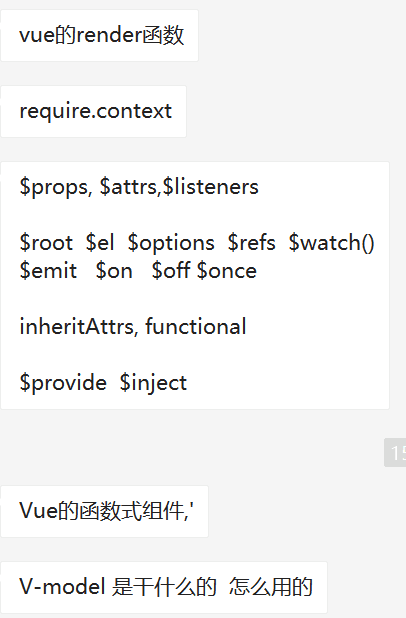 vue的render函数
require.context
$props, $attrs,$listeners
$root $el $options $refs $watch()
$emit $on $off $once
inheritAttrs, functional
$provide $inject
Vue的函数式组件,'
V-model 是干什么的 怎么用的